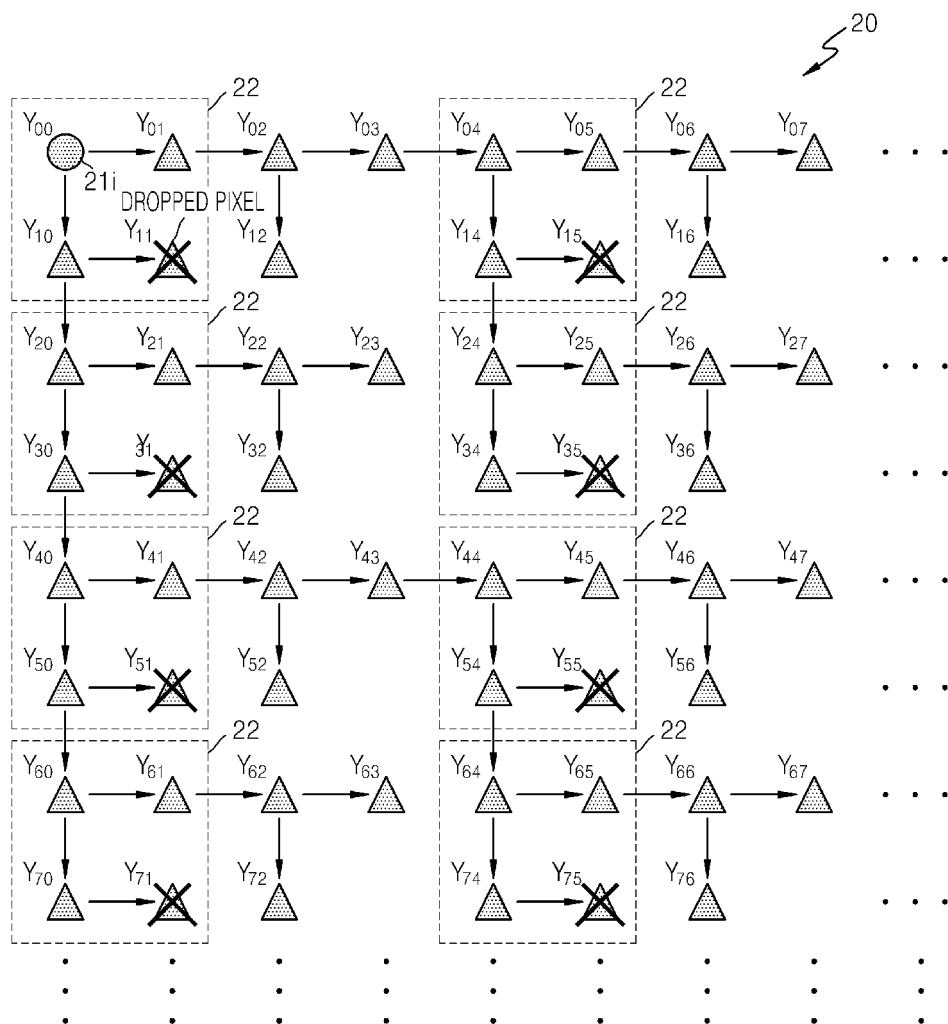 20
22 22
Y00 Y01 Y02 Y03 Y04 Y05 Y06 Y07 . . .
21i
DROPPED PIXEL
Y10 Y11 Y12 Y14 Y15 Y16 . . .
22 22
Y20 Y21 Y22 Y23 Y24 Y25 Y26 Y27 . . .
Y30 Y31 Y32 Y34 Y35 Y36 . . .
22 22
Y40 Y41 Y42 Y43 Y44 Y45 Y46 Y47 . . .
Y50 Y51 Y52 Y54 Y55 Y56 . . .
22 22
Y60 Y61 Y62 Y63 Y64 Y65 Y66 Y67 . . .
Y70 Y71 Y72 Y74 Y75 Y76 . . .